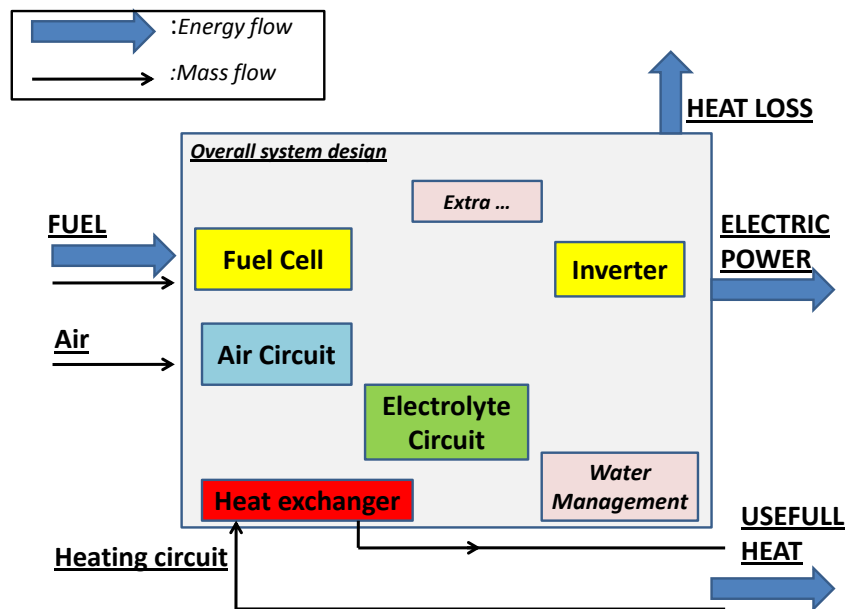 :Energy flow
:Mass flow
HEAT LOSS
Overall system design
Extra ...
FUEL
ELECTRIC
POWER
Fuel Cell
Inverter
Air
Air Circuit
Electrolyte
Circuit
Water
Management
Heat exchanger
USEFULL
HEAT
Heating circuit